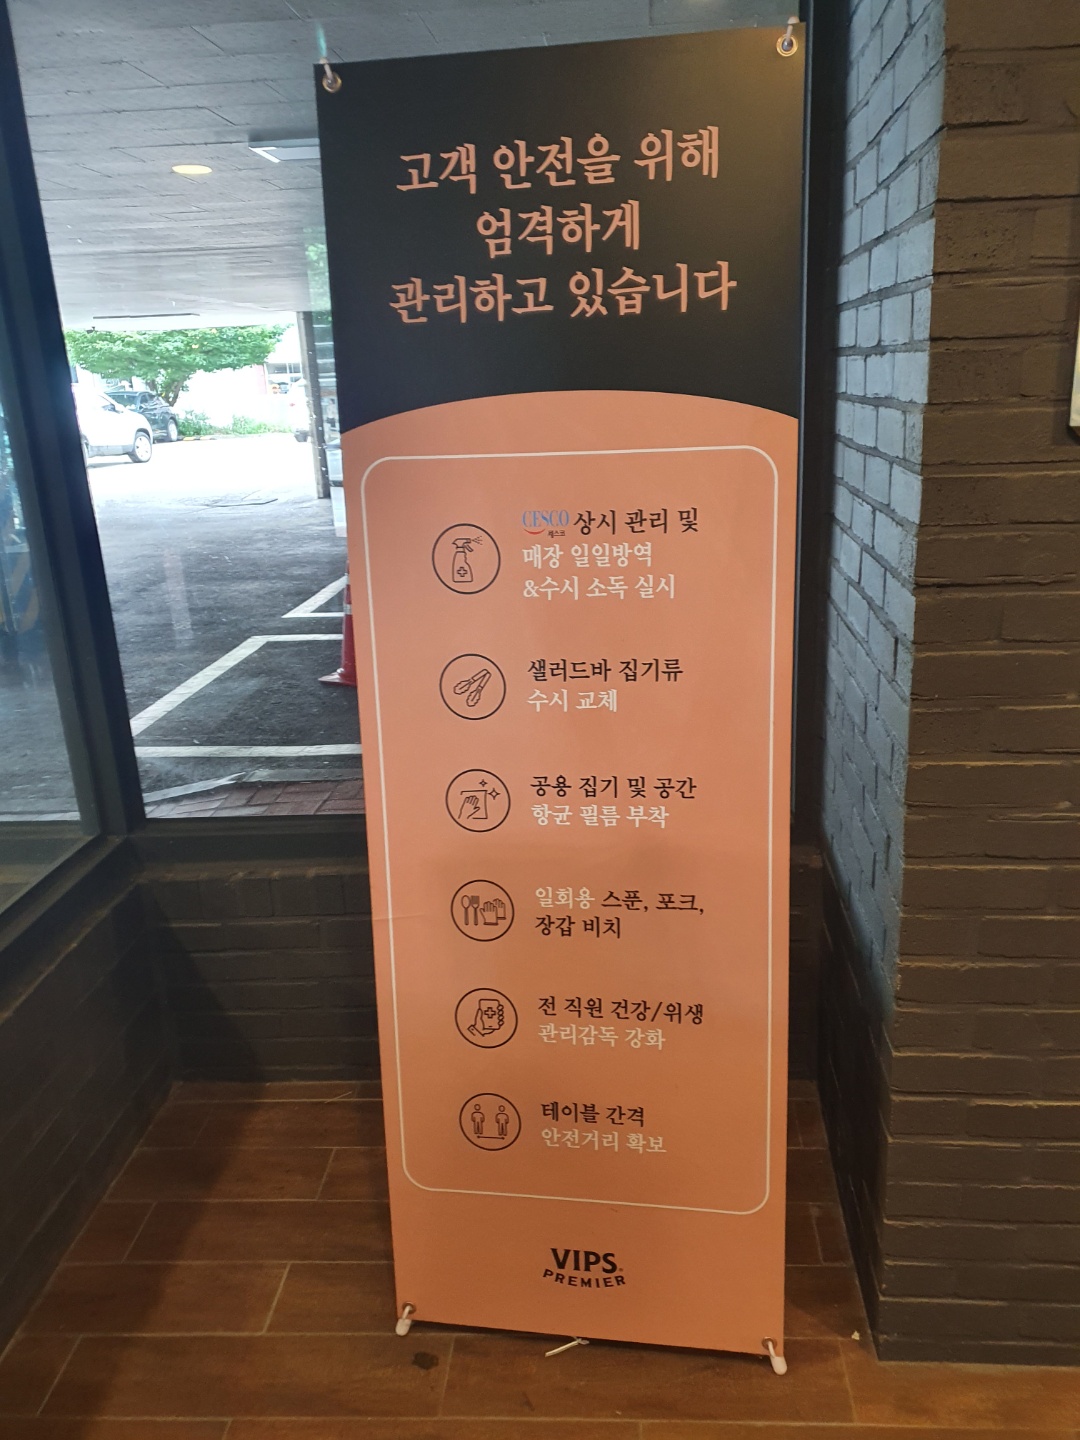 고객 안전을 위해
엄격하게
관리하고 있습니다
CESCO 세스코 상시 관리 및
매장 일일방역
&수시 소독 실시
샐러드바 집기류
수시 교체
공용 집기 및 공간
항균 필름 부착
일회용 스푼, 포크,
장갑 비치
전 직원 건강/위생
관리감독 강화
테이블 간격
안전거리 확보
VIPS
PREMIER